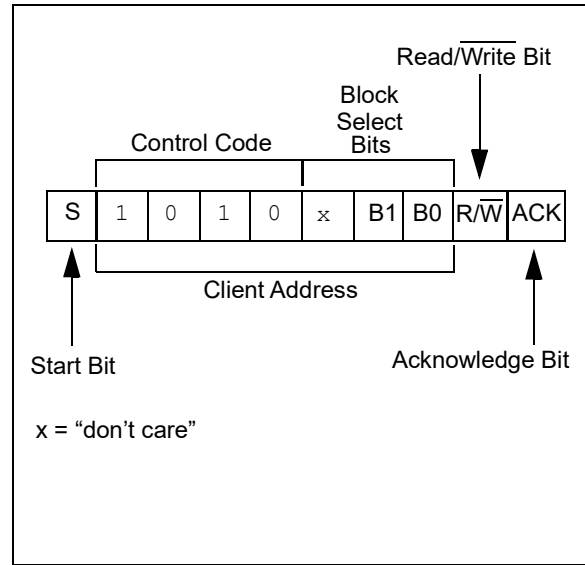 Read/Write Bit
Block
Select
Bits
Control Code
S 1 0 1 0 x B1 B0 R/W ACK
Client Address
Start Bit
Acknowledge Bit
x = “don’t care”